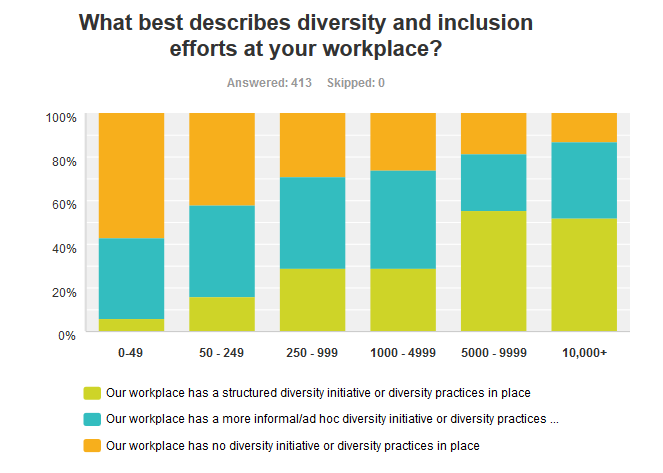 What best describes diversity and inclusion
efforts at your workplace?
Answered: 413 Skipped: 0
100%
80%
60%
40%
20%
0%
0-49 50 - 249 250 - 999 1000 - 4999 5000 - 9999 10,000+
Our workplace has a structured diversity initiative or diversity practices in place
Our workplace has a more informal/ad hoc diversity initiative or diversity practices ...
Our workplace has no diversity initiative or diversity practices in place